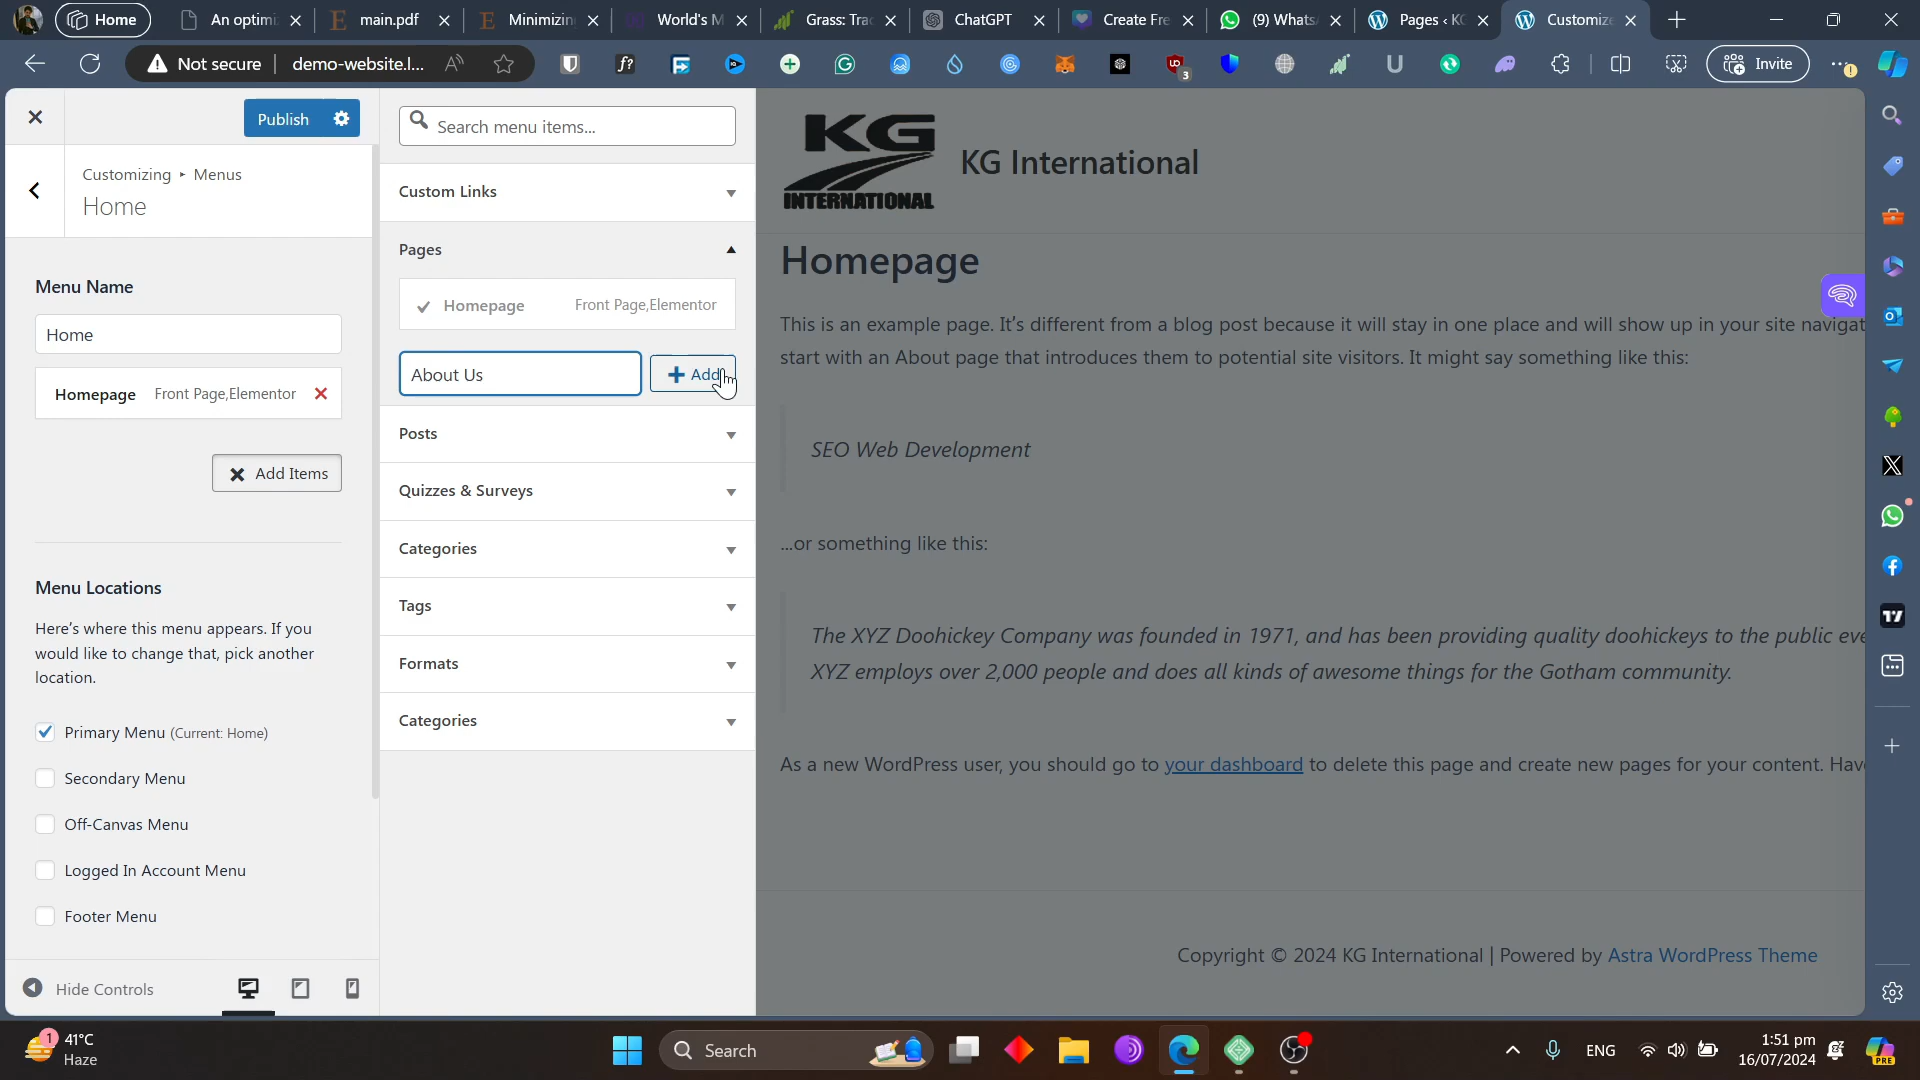 Home
An optimi
main.pdf
Minimizin
World's M
Grass: Trac
ChatGPT
Create Fre
(9) Whats
Pages ‹ KG
Customize
Not secure
demo-website.l...
Invite
Publish
Customizing ▸ Menus
Home
Menu Name
Home
Homepage Front Page,Elementor
Add Items
Menu Locations
Here's where this menu appears. If you
would like to change that, pick another
location.
Primary Menu (Current: Home)
Secondary Menu
Off-Canvas Menu
Logged In Account Menu
Footer Menu
Hide Controls
Search menu items...
Custom Links
Pages
Homepage Front Page,Elementor
About Us
Add
Posts
Quizzes & Surveys
Categories
Tags
Formats
Categories
KG
INTERNATIONAL
KG International
Homepage
This is an example page. It's different from a blog post because it will stay in one place and will show up in your site navigat
start with an About page that introduces them to potential site visitors. It might say something like this:
SEO Web Development
...or something like this:
The XYZ Doohickey Company was founded in 1971, and has been providing quality doohickeys to the public eve
XYZ employs over 2,000 people and does all kinds of awesome things for the Gotham community.
As a new WordPress user, you should go to your dashboard to delete this page and create new pages for your content. Hav
Copyright © 2024 KG International | Powered by Astra WordPress Theme
1
41°C
Haze
Search
ENG
1:51 pm
16/07/2024